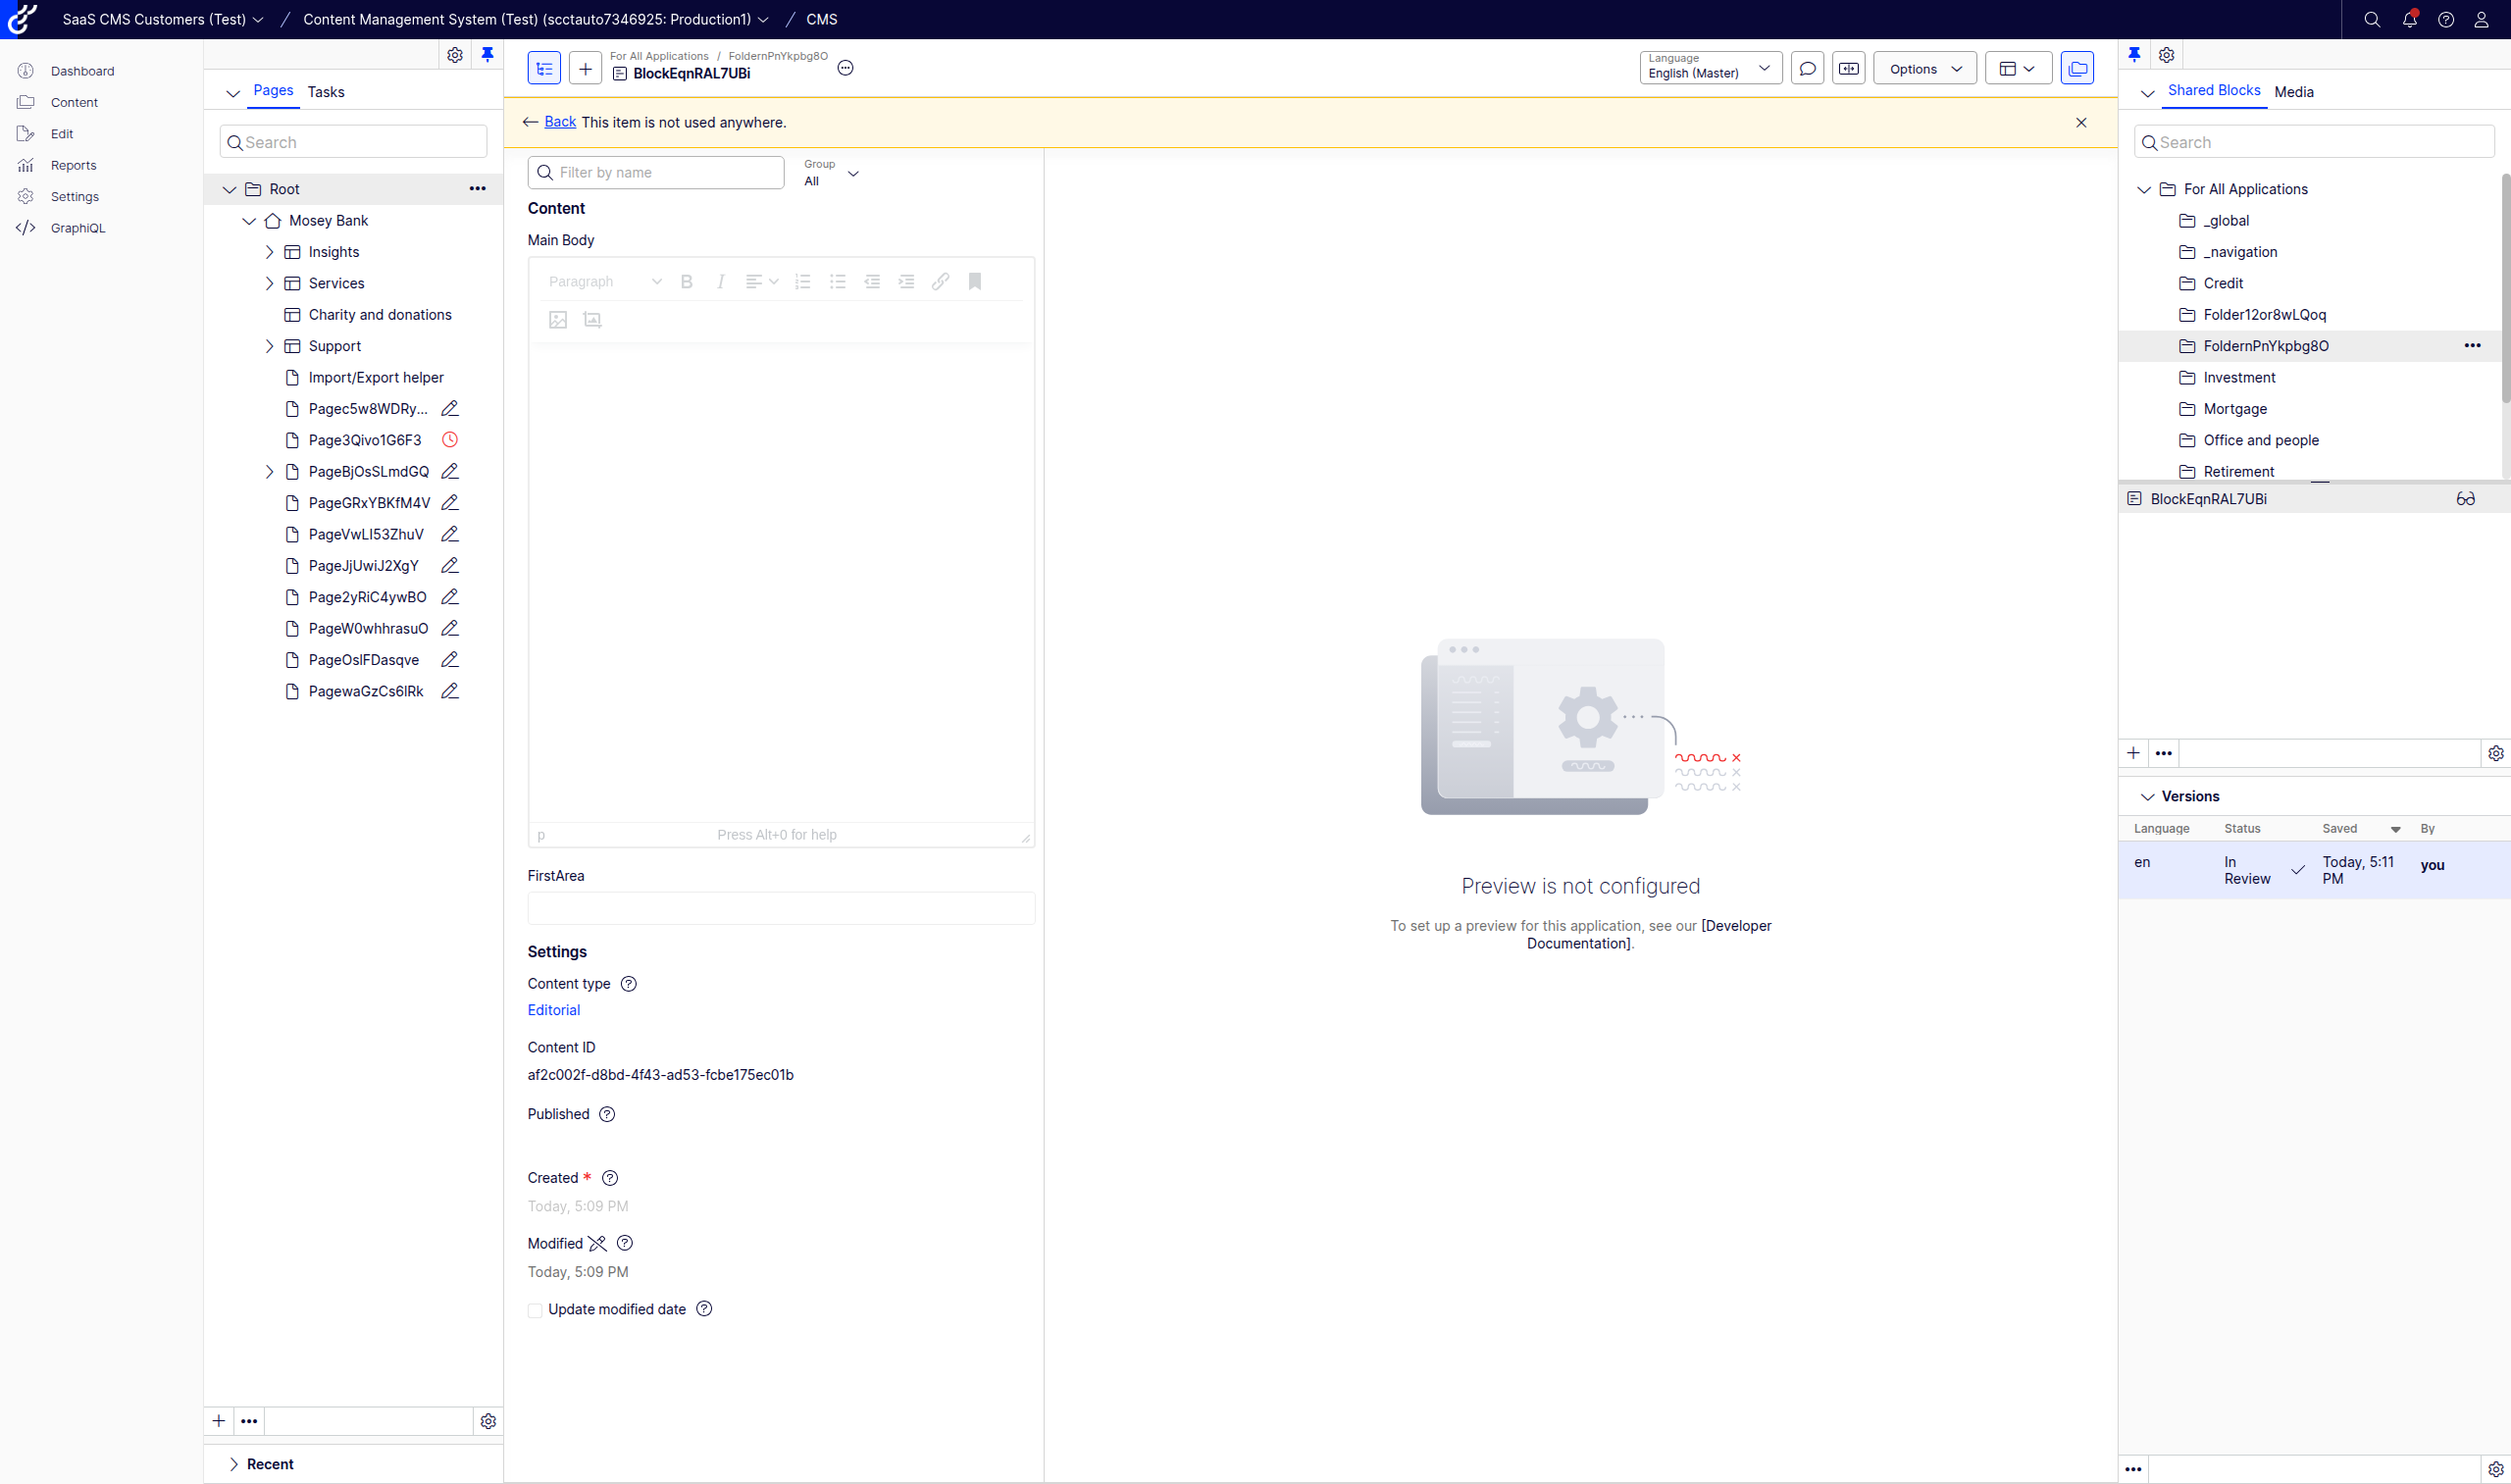 SaaS CMS Customers (Test) / Content Management System (Test) (scctauto7346925: Production1) / CMS
Dashboard
Content
Edit
Reports
Settings
GraphiQL
Pages Tasks
Search
Root
Mosey Bank
Insights
Services
Charity and donations
Support
Import/Export helper
Pagec5w8WDRy...
Page3Qivo1G6F3
PageBjOsSLmdGQ
PageGRxYBKfM4V
PageVwLI53ZhuV
PageJjUwiJ2XgY
Page2yRiC4ywBO
PageW0whhrasuO
PageOsIFDasqve
PagewaGzCs6IRk
Recent
For All Applications / FoldernPnYkpbg8O
BlockEqnRAL7UBi
Language
English (Master)
Options
Back This item is not used anywhere.
Filter by name
Group
All
Content
Main Body
Paragraph
p Press Alt+0 for help
FirstArea
Settings
Content type
Editorial
Content ID
af2c002f-d8bd-4f43-ad53-fcbe175ec01b
Published
Created *
Today, 5:09 PM
Modified
Today, 5:09 PM
Update modified date
Preview is not configured
To set up a preview for this application, see our [Developer
Documentation].
Shared Blocks Media
Search
For All Applications
_global
_navigation
Credit
Folder12or8wLQoq
FoldernPnYkpbg8O
Investment
Mortgage
Office and people
Retirement
BlockEqnRAL7UBi
Versions
Language Status Saved By
en In Review Today, 5:11 PM you